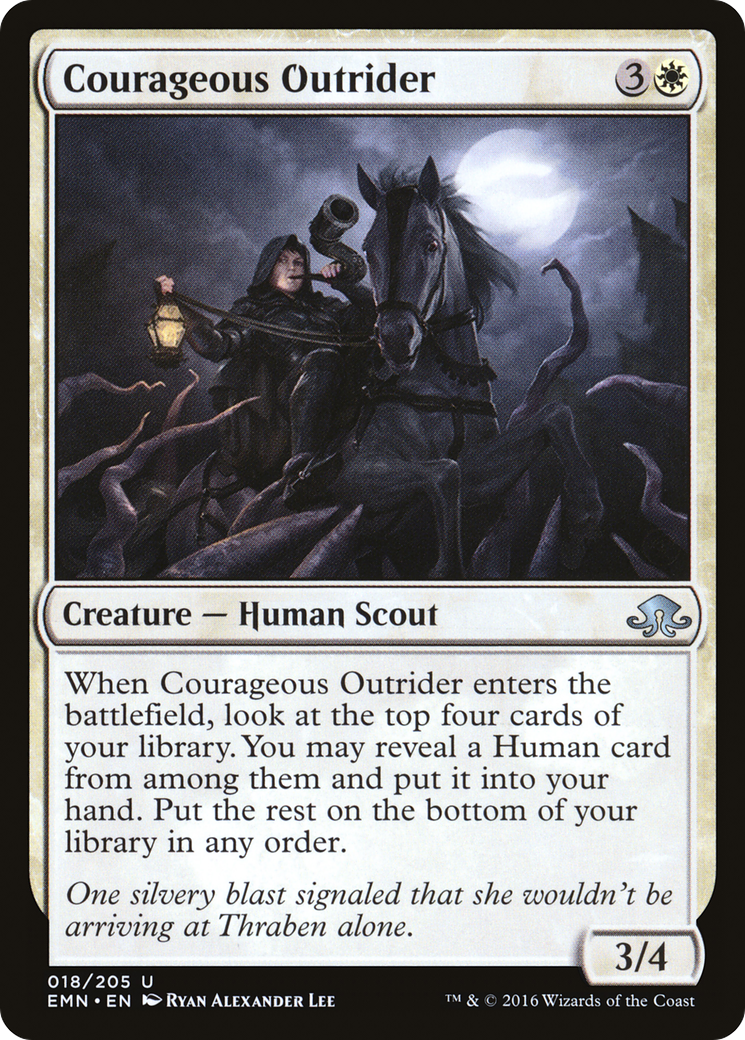 Courageous Outrider 3
Creature — Human Scout
When Courageous Outrider enters the
battlefield, look at the top four cards of
your library. You may reveal a Human card
from among them and put it into your
hand. Put the rest on the bottom of your
library in any order.
One silvery blast signaled that she wouldn't be
arriving at Thraben alone.
3/4
018/205 U
EMN • EN Ryan Alexander Lee
™ & © 2016 Wizards of the Coast